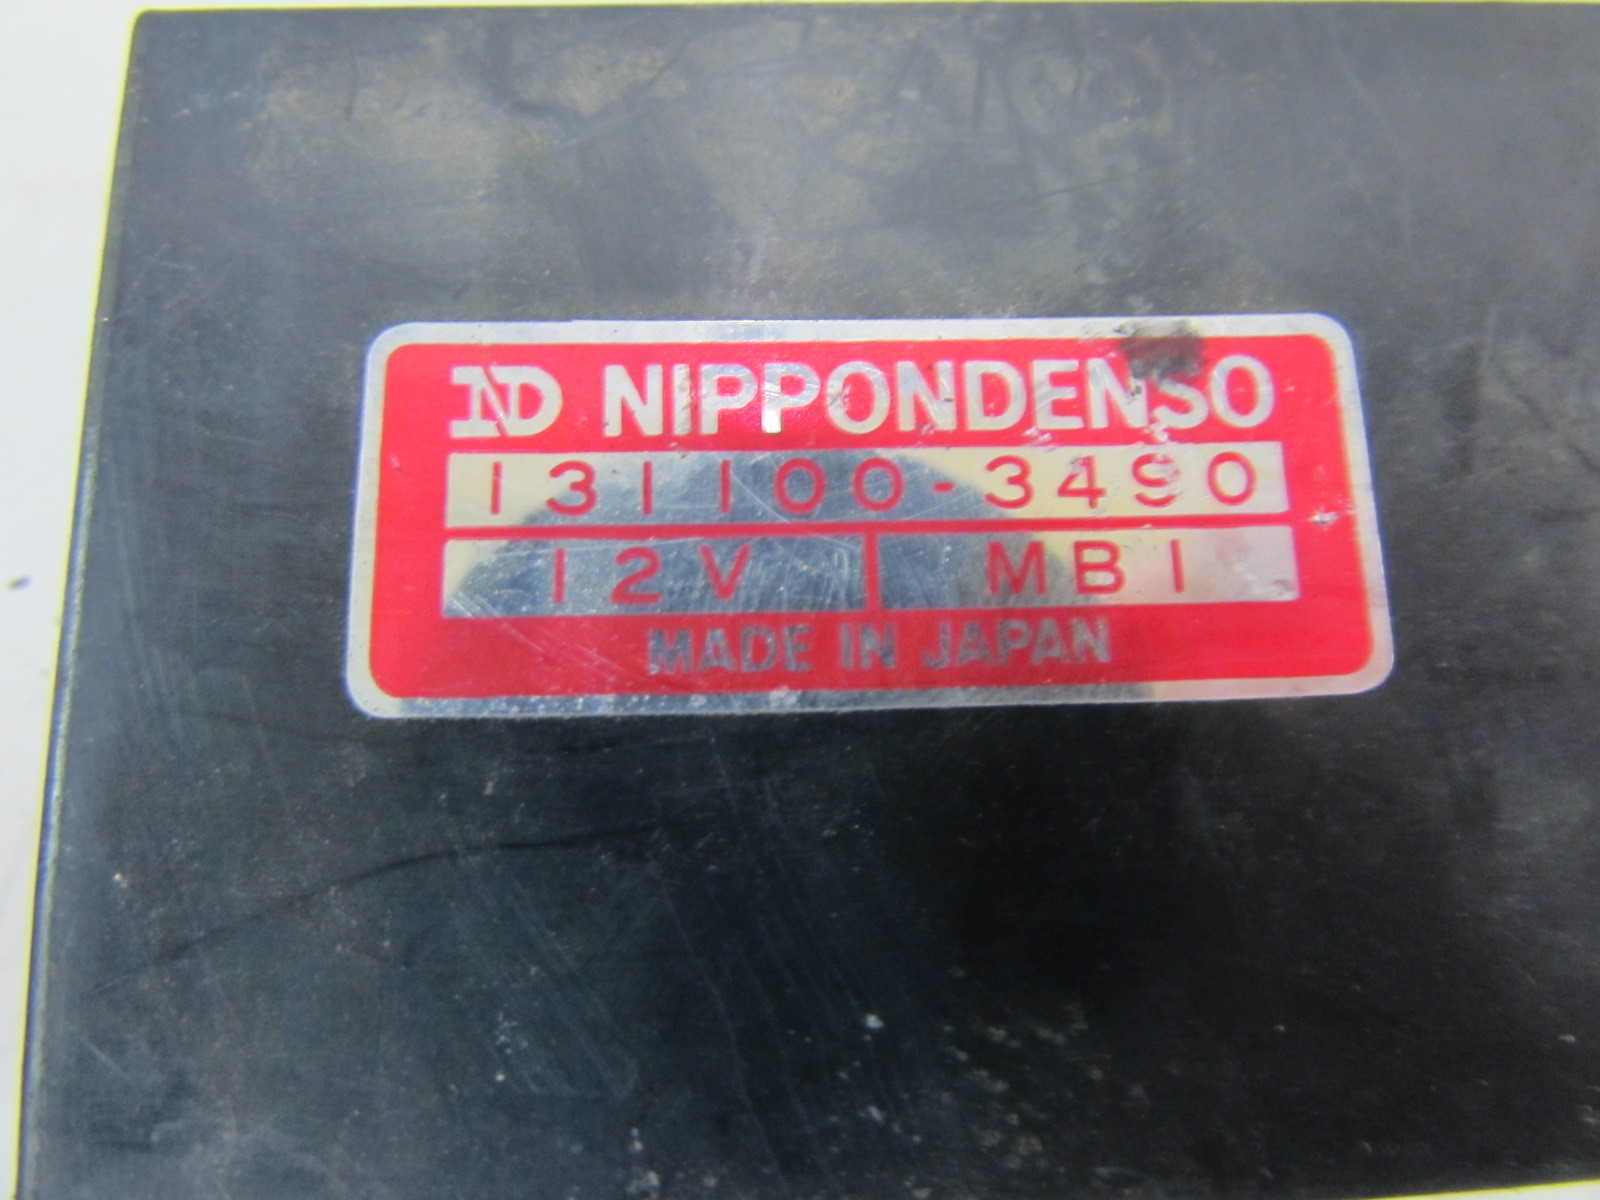 ND NIPPONDENSO
131100-3490
12V MB1
MADE IN JAPAN